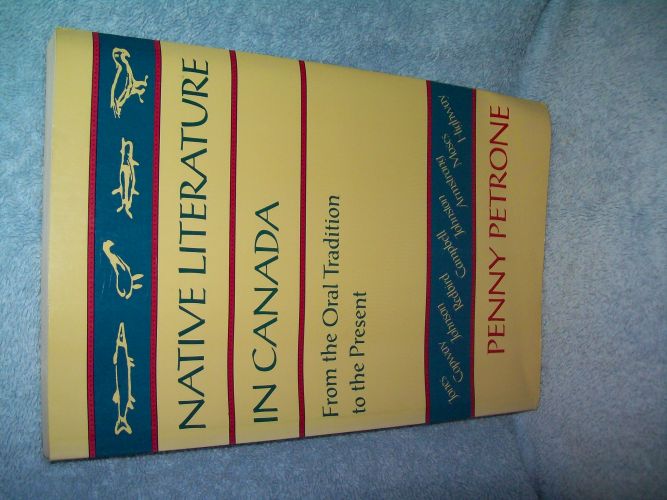 NATIVE LITERATURE
IN CANADA
From the Oral Tradition
to the Present
Jones
Copway Johnson Redbird Campbell Johnston Armstrong Moses Highway
PENNY PETRONE